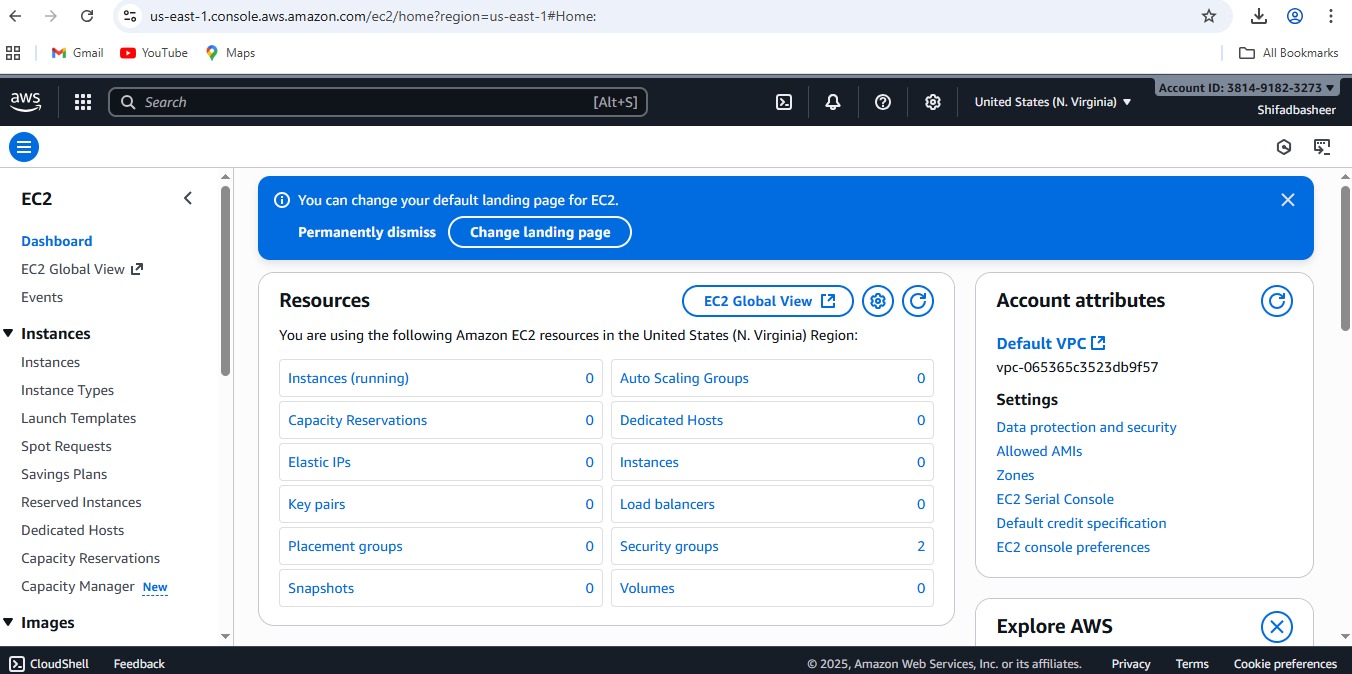 us-east-1.console.aws.amazon.com/ec2/home?region=us-east-1#Home:
Gmail YouTube Maps All Bookmarks
aws Search [Alt+S] United States (N. Virginia) ▼ Account ID: 3814-9182-3273 ▼
Shifadbasheer
EC2
Dashboard
EC2 Global View
Events
Instances
Instances
Instance Types
Launch Templates
Spot Requests
Savings Plans
Reserved Instances
Dedicated Hosts
Capacity Reservations
Capacity Manager New
Images
You can change your default landing page for EC2.
Permanently dismiss Change landing page
Resources EC2 Global View
You are using the following Amazon EC2 resources in the United States (N. Virginia) Region:
Instances (running) 0 Auto Scaling Groups 0
Capacity Reservations 0 Dedicated Hosts 0
Elastic IPs 0 Instances 0
Key pairs 0 Load balancers 0
Placement groups 0 Security groups 2
Snapshots 0 Volumes 0
Account attributes
Default VPC
vpc-065365c3523db9f57
Settings
Data protection and security
Allowed AMIs
Zones
EC2 Serial Console
Default credit specification
EC2 console preferences
Explore AWS
CloudShell Feedback © 2025, Amazon Web Services, Inc. or its affiliates. Privacy Terms Cookie preferences